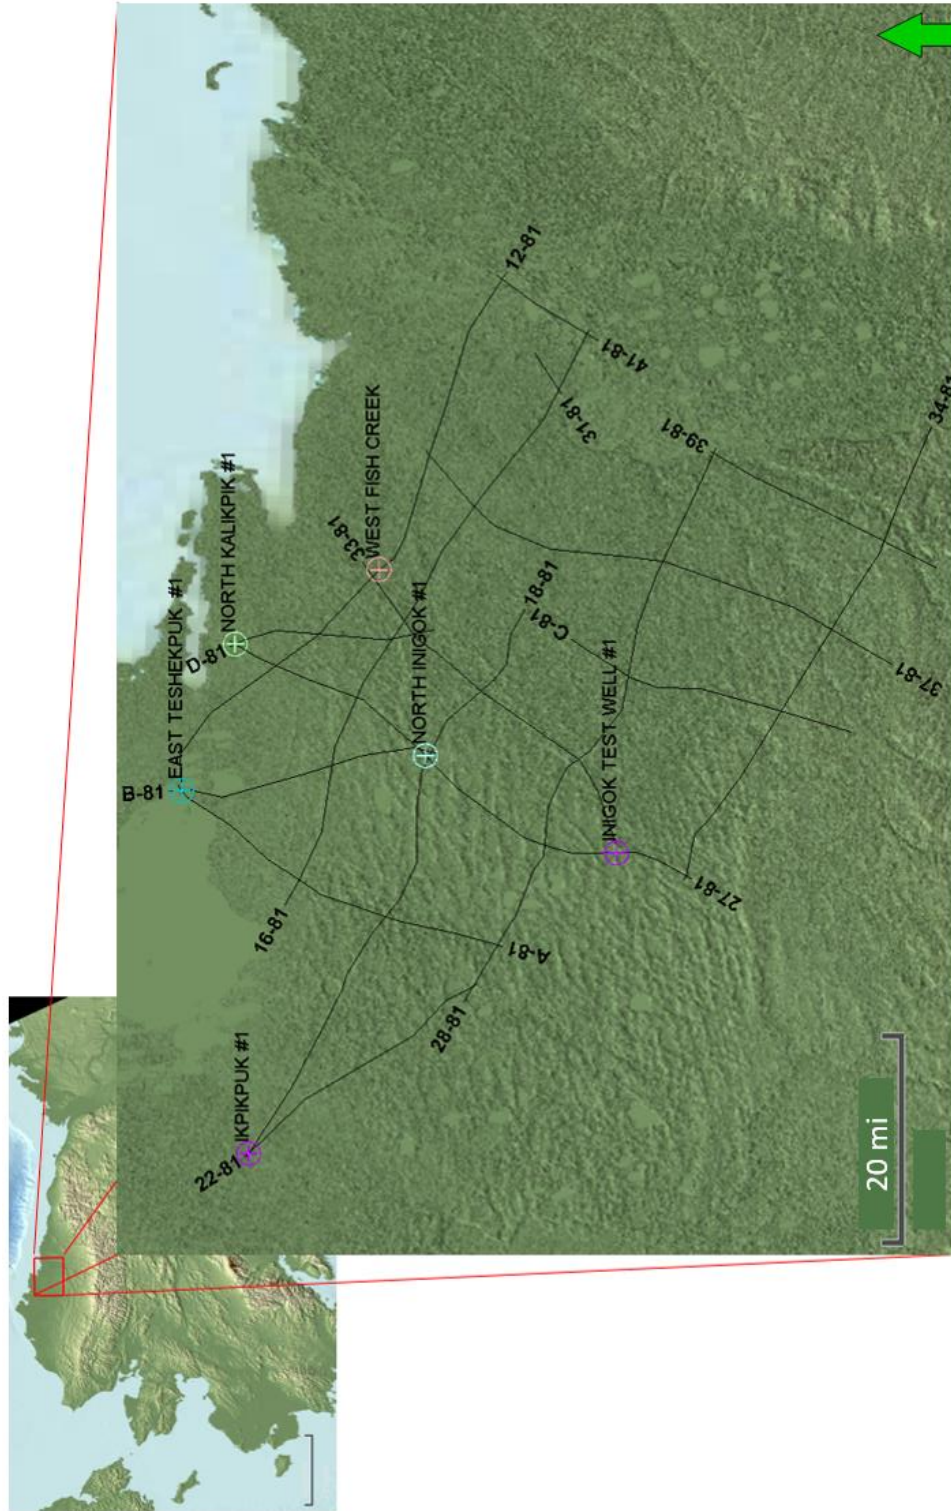 B-81
EAST TESHEKPUK #1
D-81
NORTH KALIKPIK #1
22-81
IKPIKPUK #1
16-81
33-81
WEST FISH CREEK
NORTH INIGOK #1
12-81
28-81
A-81
18-81
C-81
31-81
41-81
INIGOK TEST WELL #1
27-81
39-81
37-81
34-81
20 mi